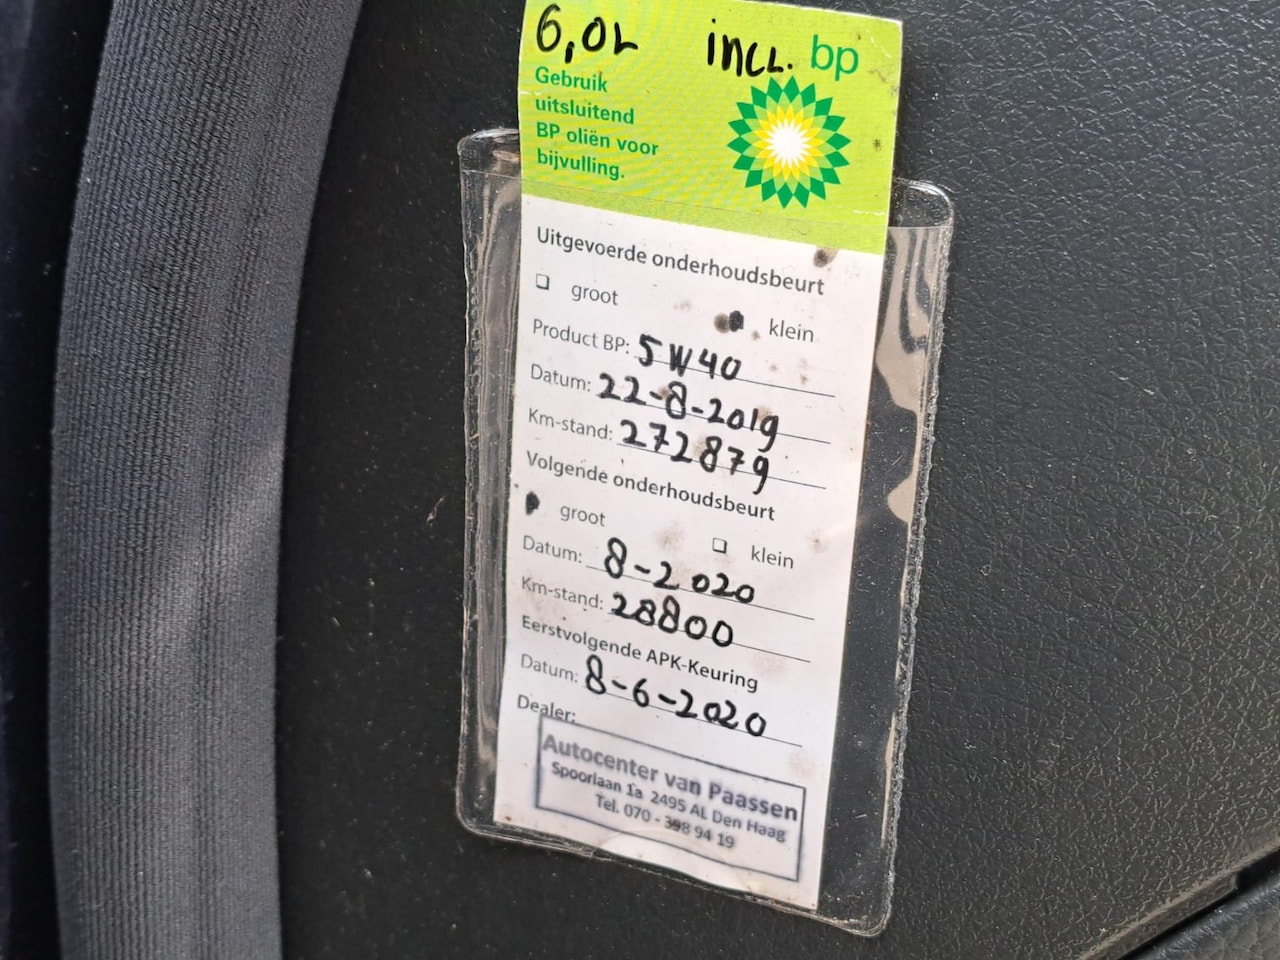 6,0L incl. bp
Gebruik
uitsluitend
BP oliën voor
bijvulling.
Uitgevoerde onderhoudsbeurt
groot klein
Product BP: 5W40
Datum: 22-8-2019
Km-stand: 272879
Volgende onderhoudsbeurt
groot klein
Datum: 8-2020
Km-stand: 28800
Eerstvolgende APK-Keuring
Datum: 8-6-2020
Dealer:
Autocenter van Paassen
Spoorlaan 1a 2495 AL Den Haag
Tel. 070 - 398 94 19